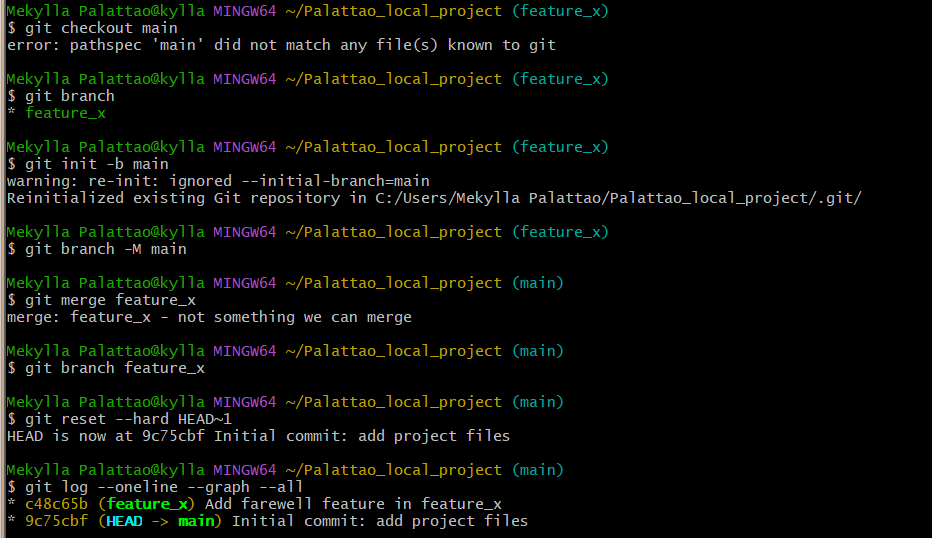 Mekylla Palattao@kylla MINGW64 ~/Palattao_local_project (feature_x)
$ git checkout main
error: pathspec 'main' did not match any file(s) known to git
Mekylla Palattao@kylla MINGW64 ~/Palattao_local_project (feature_x)
$ git branch
* feature_x
Mekylla Palattao@kylla MINGW64 ~/Palattao_local_project (feature_x)
$ git init -b main
warning: re-init: ignored --initial-branch=main
Reinitialized existing Git repository in C:/Users/Mekylla Palattao/Palattao_local_project/.git/
Mekylla Palattao@kylla MINGW64 ~/Palattao_local_project (feature_x)
$ git branch -M main
Mekylla Palattao@kylla MINGW64 ~/Palattao_local_project (main)
$ git merge feature_x
merge: feature_x - not something we can merge
Mekylla Palattao@kylla MINGW64 ~/Palattao_local_project (main)
$ git branch feature_x
Mekylla Palattao@kylla MINGW64 ~/Palattao_local_project (main)
$ git reset --hard HEAD~1
HEAD is now at 9c75cbf Initial commit: add project files
Mekylla Palattao@kylla MINGW64 ~/Palattao_local_project (main)
$ git log --oneline --graph --all
* c48c65b (feature_x) Add farewell feature in feature_x
* 9c75cbf (HEAD -> main) Initial commit: add project files